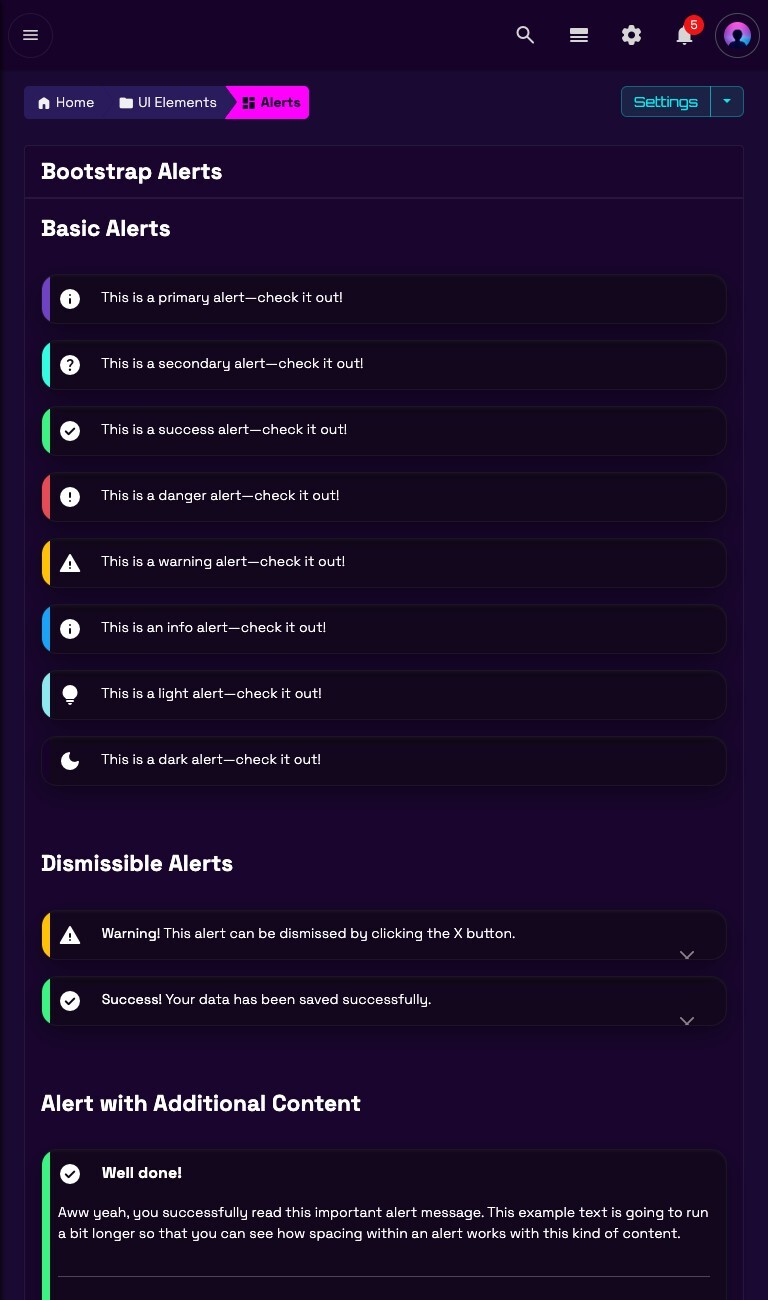 5
Home UI Elements Alerts Settings
Bootstrap Alerts
Basic Alerts
This is a primary alert—check it out!
This is a secondary alert—check it out!
This is a success alert—check it out!
This is a danger alert—check it out!
This is a warning alert—check it out!
This is an info alert—check it out!
This is a light alert—check it out!
This is a dark alert—check it out!
Dismissible Alerts
Warning! This alert can be dismissed by clicking the X button.
Success! Your data has been saved successfully.
Alert with Additional Content
Well done!
Aww yeah, you successfully read this important alert message. This example text is going to run
a bit longer so that you can see how spacing within an alert works with this kind of content.